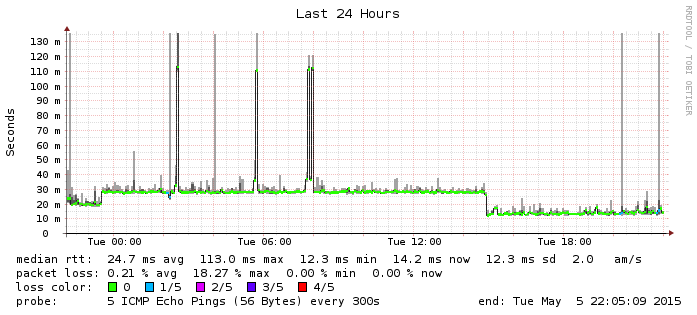 Last 24 Hours
RRDTOOL / TOBI OETIKER
Seconds
130 m
120 m
110 m
100 m
90 m
80 m
70 m
60 m
50 m
40 m
30 m
20 m
10 m
0
Tue 00:00 Tue 06:00 Tue 12:00 Tue 18:00
median rtt: 24.7 ms avg 113.0 ms max 12.3 ms min 14.2 ms now 12.3 ms sd 2.0 am/s
packet loss: 0.21 % avg 18.27 % max 0.00 % min 0.00 % now
loss color: 0 1/5 2/5 3/5 4/5
probe: 5 ICMP Echo Pings (56 Bytes) every 300s end: Tue May 5 22:05:09 2015